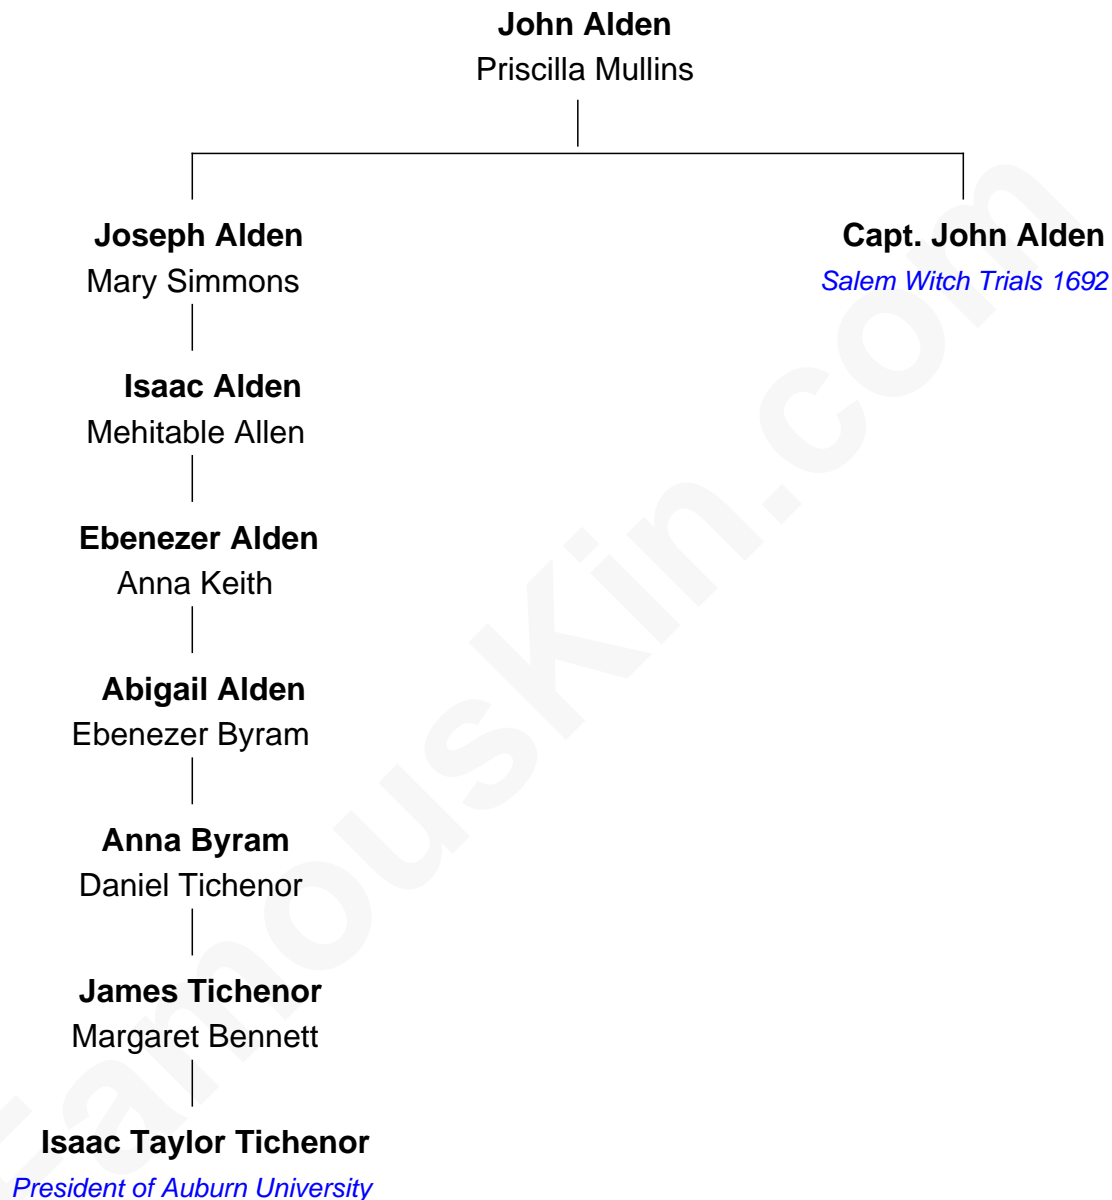 John Alden
Priscilla Mullins
Joseph Alden
Mary Simmons
Capt. John Alden
Salem Witch Trials 1692
Isaac Alden
Mehitable Allen
Ebenezer Alden
Anna Keith
Abigail Alden
Ebenezer Byram
Anna Byram
Daniel Tichenor
James Tichenor
Margaret Bennett
Isaac Taylor Tichenor
President of Auburn University
FamousKin.com